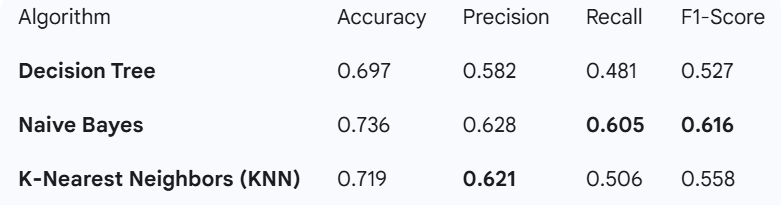 Algorithm Accuracy Precision Recall F1-Score
Decision Tree 0.697 0.582 0.481 0.527
Naive Bayes 0.736 0.628 0.605 0.616
K-Nearest Neighbors (KNN) 0.719 0.621 0.506 0.558